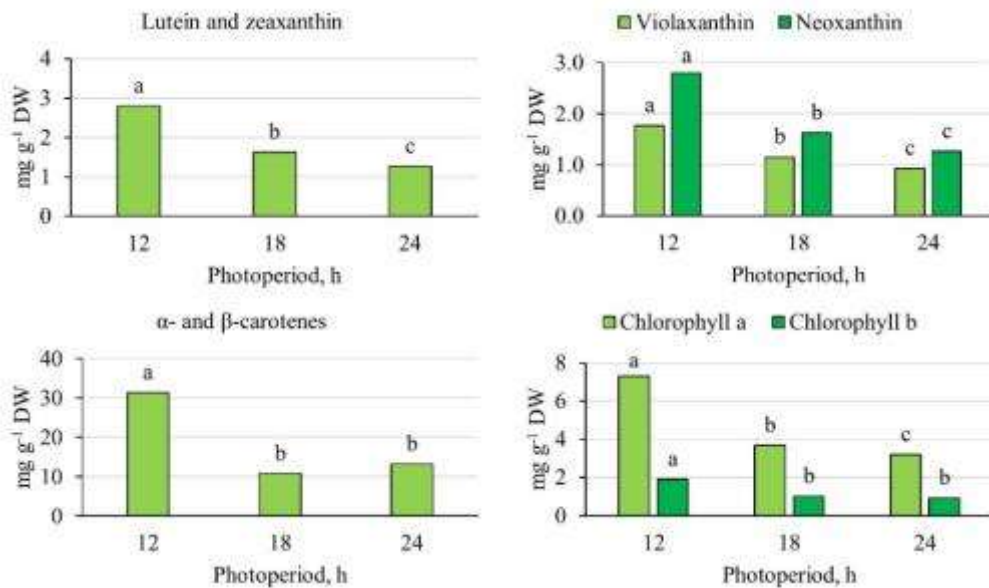 Lutein and zeaxanthin
mg g⁻¹ DW
4
3
2
1
0
a
b
c
12 18 24
Photoperiod, h
Violaxanthin Neoxanthin
mg g⁻¹ DW
3.0
2.0
1.0
0.0
a a
b b
c c
12 18 24
Photoperiod, h
α- and β-carotenes
mg g⁻¹ DW
40
30
20
10
0
a
b
b
12 18 24
Photoperiod, h
Chlorophyll a Chlorophyll b
mg g⁻¹ DW
8
6
4
2
0
a a
b b
c b
12 18 24
Photoperiod, h